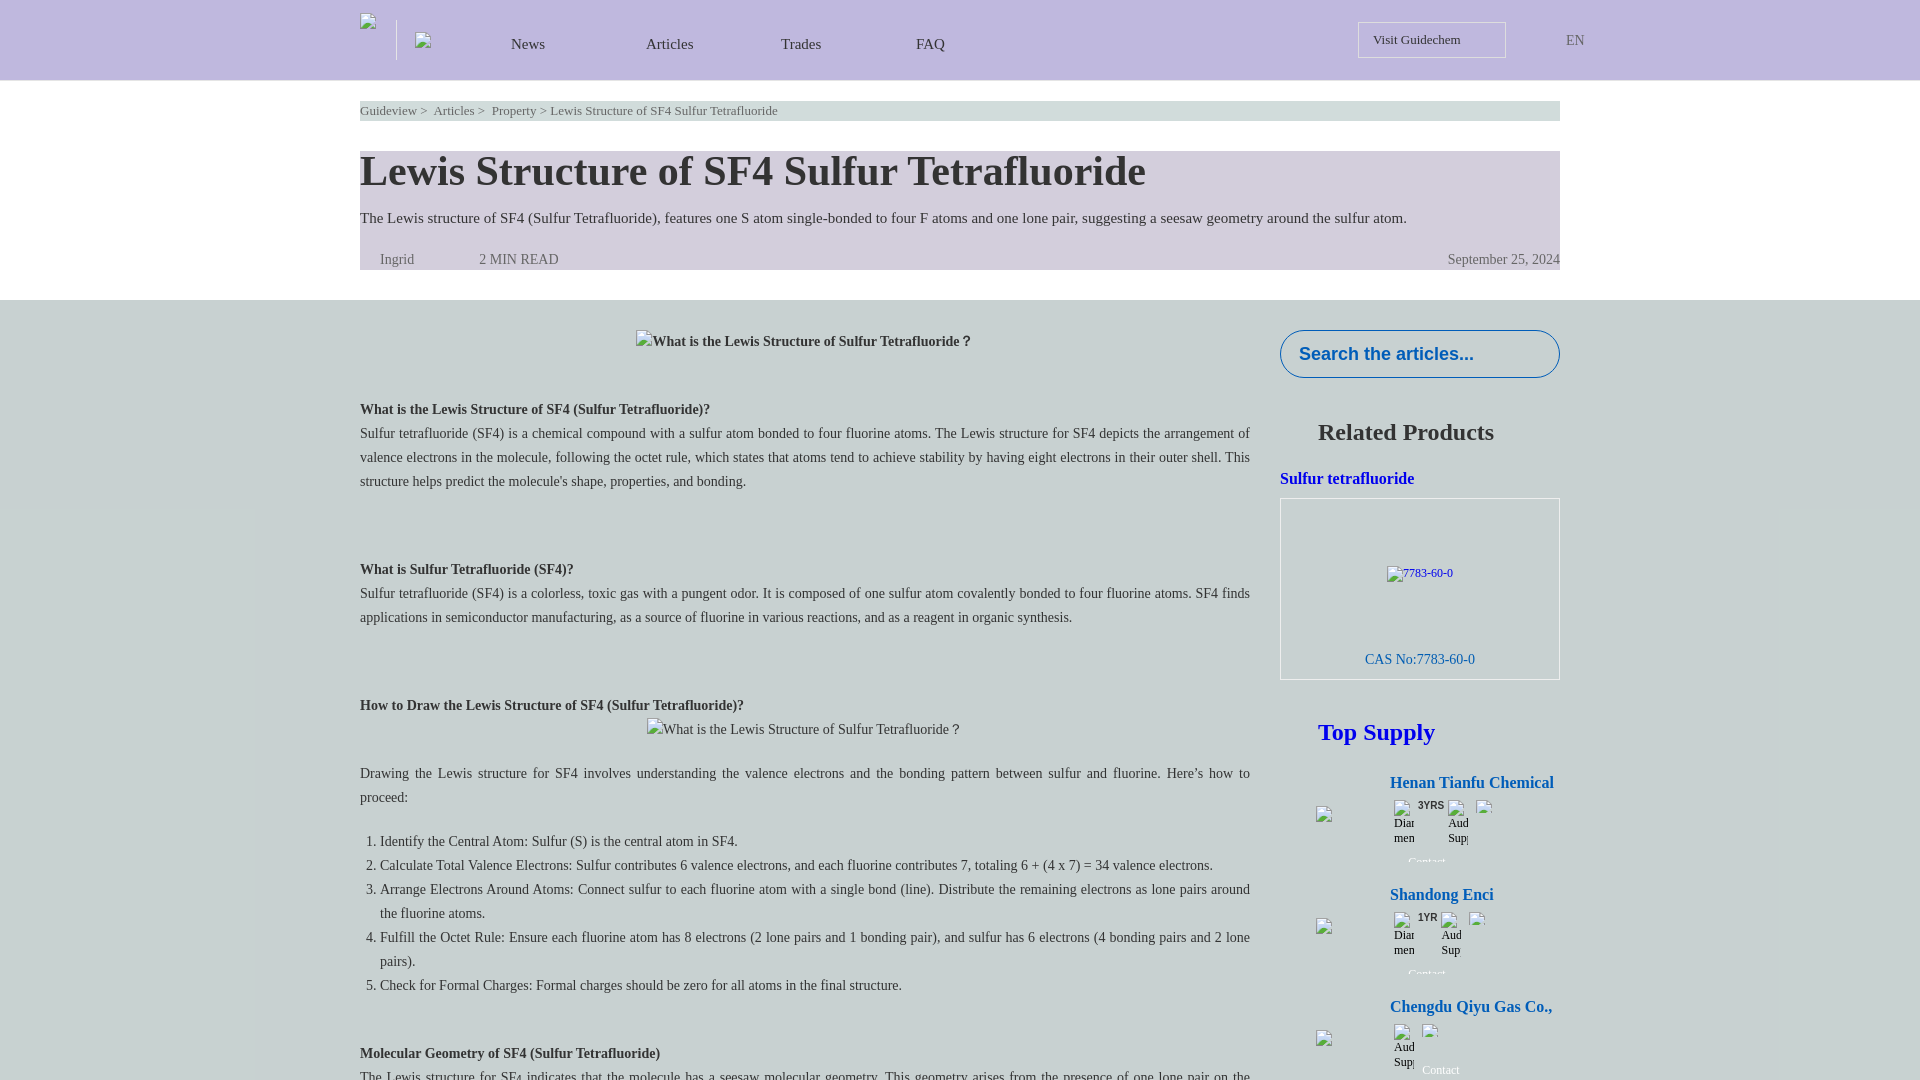 News
Articles
Trades
FAQ
Visit Guidechem
EN
Guideview > Articles > Property > Lewis Structure of SF4 Sulfur Tetrafluoride
Lewis Structure of SF4 Sulfur Tetrafluoride
The Lewis structure of SF4 (Sulfur Tetrafluoride), features one S atom single-bonded to four F atoms and one lone pair, suggesting a seesaw geometry around the sulfur atom.
Ingrid
2 MIN READ
September 25, 2024
What is the Lewis Structure of Sulfur Tetrafluoride？
What is the Lewis Structure of SF4 (Sulfur Tetrafluoride)?
Sulfur tetrafluoride (SF4) is a chemical compound with a sulfur atom bonded to four fluorine atoms. The Lewis structure for SF4 depicts the arrangement of
valence electrons in the molecule, following the octet rule, which states that atoms tend to achieve stability by having eight electrons in their outer shell. This
structure helps predict the molecule's shape, properties, and bonding.
What is Sulfur Tetrafluoride (SF4)?
Sulfur tetrafluoride (SF4) is a colorless, toxic gas with a pungent odor. It is composed of one sulfur atom covalently bonded to four fluorine atoms. SF4 finds
applications in semiconductor manufacturing, as a source of fluorine in various reactions, and as a reagent in organic synthesis.
How to Draw the Lewis Structure of SF4 (Sulfur Tetrafluoride)?
What is the Lewis Structure of Sulfur Tetrafluoride？
Drawing the Lewis structure for SF4 involves understanding the valence electrons and the bonding pattern between sulfur and fluorine. Here’s how to
proceed:
1. Identify the Central Atom: Sulfur (S) is the central atom in SF4.
2. Calculate Total Valence Electrons: Sulfur contributes 6 valence electrons, and each fluorine contributes 7, totaling 6 + (4 x 7) = 34 valence electrons.
3. Arrange Electrons Around Atoms: Connect sulfur to each fluorine atom with a single bond (line). Distribute the remaining electrons as lone pairs around
the fluorine atoms.
4. Fulfill the Octet Rule: Ensure each fluorine atom has 8 electrons (2 lone pairs and 1 bonding pair), and sulfur has 6 electrons (4 bonding pairs and 2 lone
pairs).
5. Check for Formal Charges: Formal charges should be zero for all atoms in the final structure.
Molecular Geometry of SF4 (Sulfur Tetrafluoride)
The Lewis structure for SF4 indicates that the molecule has a seesaw molecular geometry. This geometry arises from the presence of one lone pair on the
Search the articles...
Related Products
Sulfur tetrafluoride
7783-60-0
CAS No:7783-60-0
Top Supply
Henan Tianfu Chemical
3YRS
Contact
Shandong Enci
1YR
Contact
Chengdu Qiyu Gas Co.,
Contact